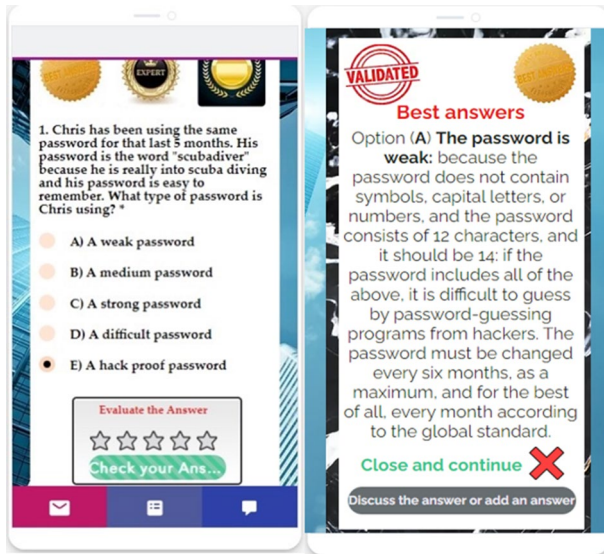 BEST ANSWER
EXPERT
1. Chris has been using the same
password for that last 5 months. His
password is the word "scubadiver"
because he is really into scuba diving
and his password is easy to
remember. What type of password is
Chris using? *
A) A weak password
B) A medium password
C) A strong password
D) A difficult password
E) A hack proof password
Evaluate the Answer
Check your Ans...
VALIDATED
BEST ANSWER
Best answers
Option (A) The password is
weak: because the
password does not contain
symbols, capital letters, or
numbers, and the password
consists of 12 characters, and
it should be 14: if the
password includes all of the
above, it is difficult to guess
by password-guessing
programs from hackers. The
password must be changed
every six months, as a
maximum, and for the best
of all, every month according
to the global standard.
Close and continue
Discuss the answer or add an answer